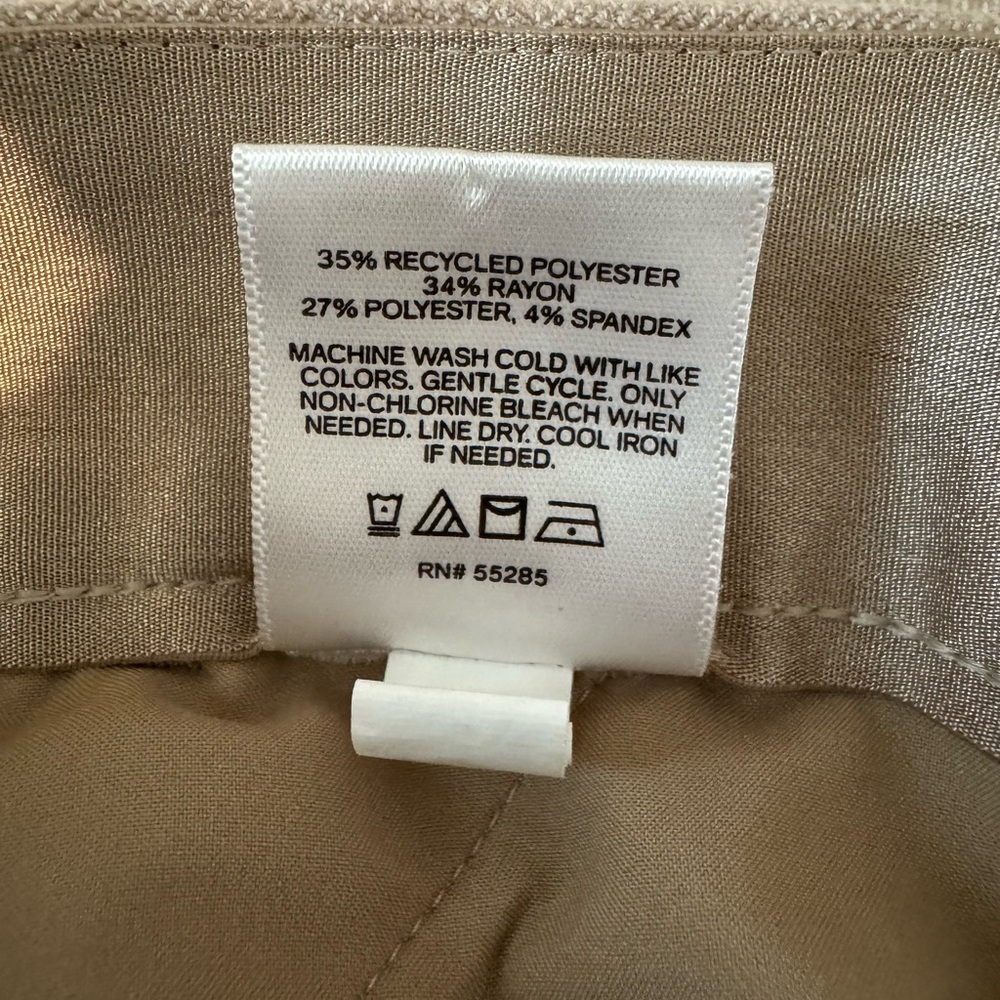 35% RECYCLED POLYESTER
34% RAYON
27% POLYESTER, 4% SPANDEX
MACHINE WASH COLD WITH LIKE
COLORS. GENTLE CYCLE. ONLY
NON-CHLORINE BLEACH WHEN
NEEDED. LINE DRY. COOL IRON
IF NEEDED.
RN# 55285